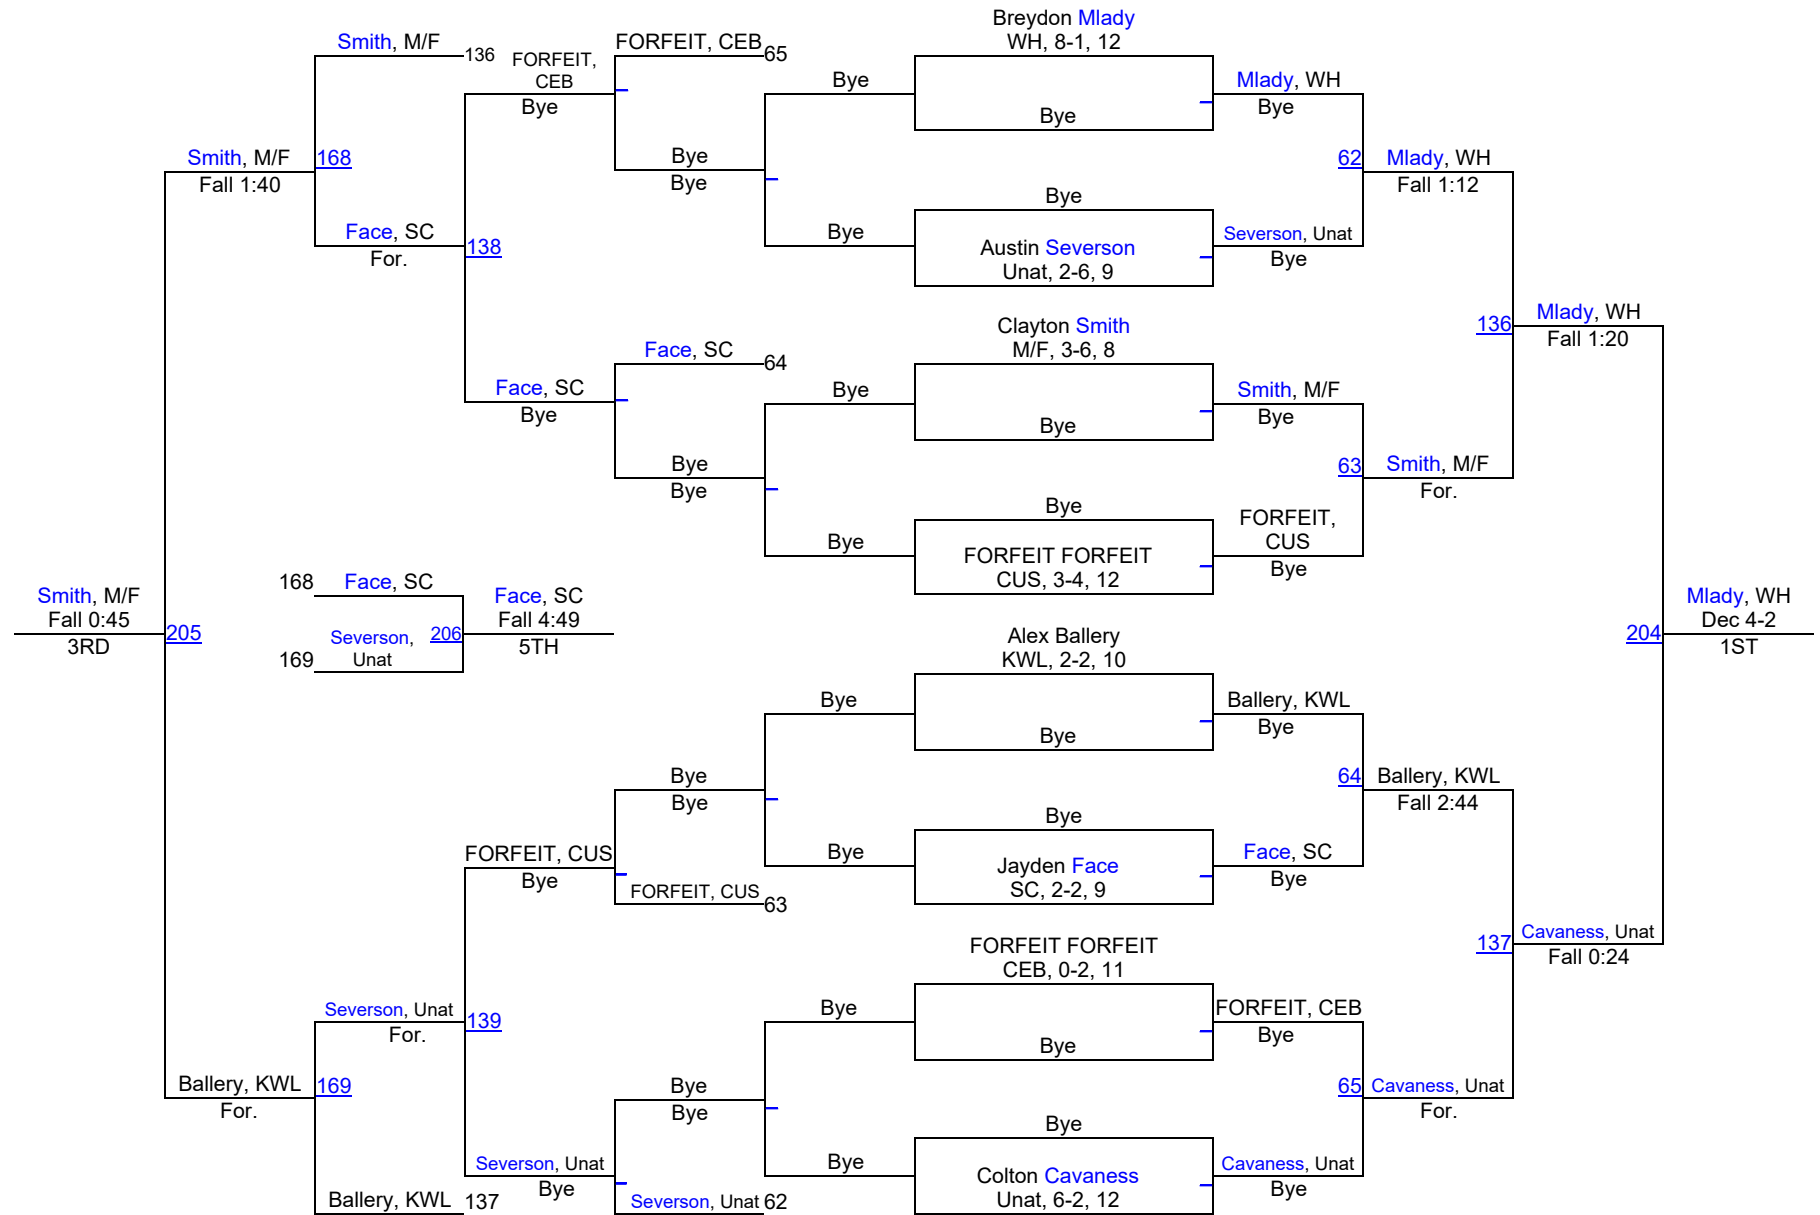 Breydon Mlady
WH, 8-1, 12
Smith, M/F
136
FORFEIT,
CEB
Bye
FORFEIT, CEB
65
Bye
Bye
Mlady, WH
Bye
Smith, M/F
Fall 1:40
168
Bye
Bye
62
Mlady, WH
Fall 1:12
Face, SC
For.
138
Bye
Bye
Austin Severson
Unat, 2-6, 9
Severson, Unat
Bye
Clayton Smith
M/F, 3-6, 8
136
Mlady, WH
Fall 1:20
Face, SC
Bye
Face, SC
64
Bye
Bye
Smith, M/F
Bye
Bye
Bye
63
Smith, M/F
For.
Bye
Bye
FORFEIT FORFEIT
CUS, 3-4, 12
FORFEIT,
CUS
Bye
Smith, M/F
Fall 0:45
3RD
205
168
Face, SC
Severson,
Unat
169
206
Face, SC
Fall 4:49
5TH
204
Mlady, WH
Dec 4-2
1ST
Alex Ballery
KWL, 2-2, 10
Bye
Bye
Ballery, KWL
Bye
Bye
Bye
64
Ballery, KWL
Fall 2:44
FORFEIT, CUS
Bye
FORFEIT, CUS
63
Bye
Bye
Jayden Face
SC, 2-2, 9
Face, SC
Bye
137
Cavaness, Unat
Fall 0:24
FORFEIT FORFEIT
CEB, 0-2, 11
Severson, Unat
For.
139
Bye
Bye
FORFEIT, CEB
Bye
Ballery, KWL
For.
169
Bye
Bye
65
Cavaness, Unat
For.
Severson, Unat
Bye
Bye
Bye
Colton Cavaness
Unat, 6-2, 12
Cavaness, Unat
Bye
Ballery, KWL
137
Severson, Unat
62